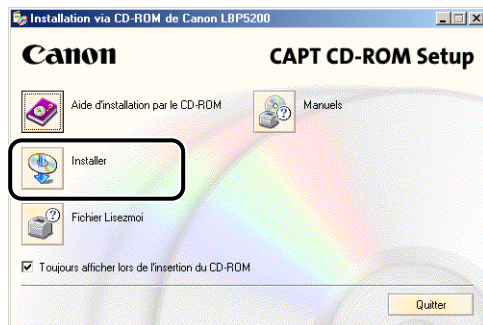 Installation via CD-ROM de Canon LBP5200
Canon
CAPT CD-ROM Setup
Aide d'installation par le CD-ROM
Manuels
Installer
Fichier Lisezmoi
Toujours afficher lors de l'insertion du CD-ROM
Quitter